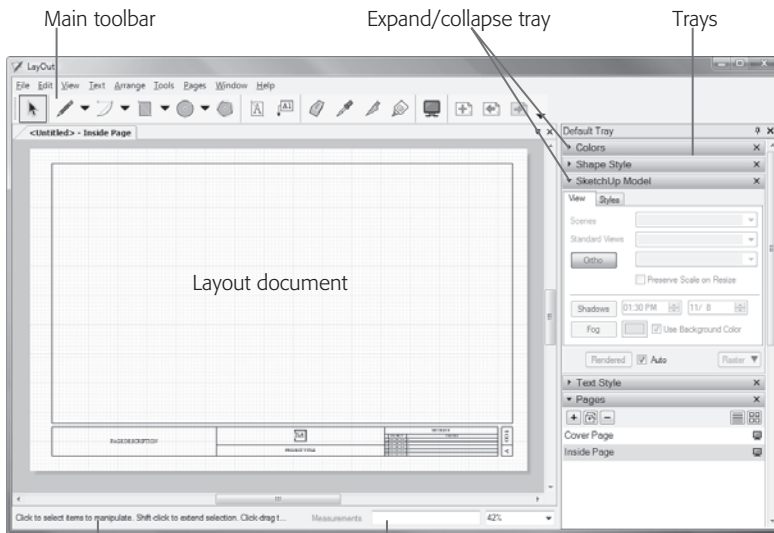 Main toolbar
Expand/collapse tray
Trays
LayOut
File Edit View Text Arrange Tools Pages Window Help
A A1
<Untitled> - Inside Page
Default Tray
Colors
Shape Style
SketchUp Model
View Styles
Scenes
Standard Views
Ortho
Preserve Scale on Resize
Layout document
Shadows 01:30 PM 11/ 8
Fog Use Background Color
Rendered Auto Raster
Text Style
Pages
Cover Page
Inside Page
PAGE DESCRIPTION
PROJECT TITLE
Click to select items to manipulate. Shift-click to extend selection. Click-drag t...
Measurements
42%